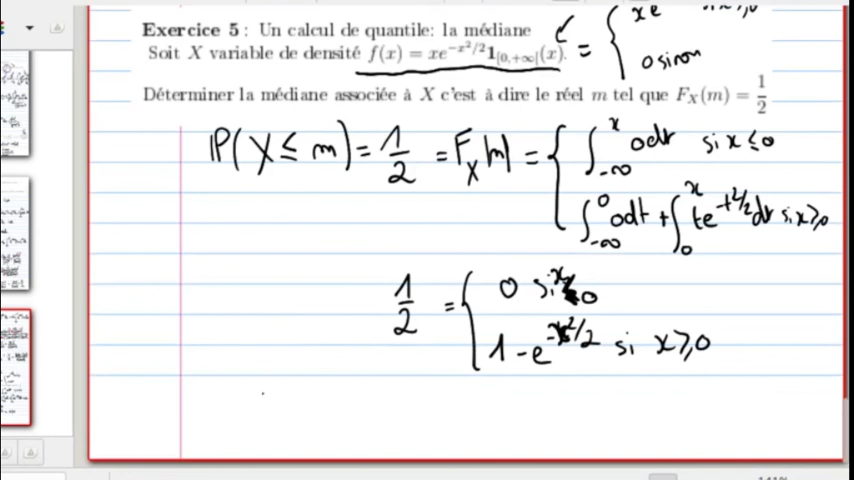 Exercice 5 : Un calcul de quantile: la médiane
Soit X variable de densité f(x) = xe^{-x²/2} 1_{[0,+∞[}(x). = { xe si x ≥ 0
0 sinon
Déterminer la médiane associée à X c'est à dire le réel m tel que F_X(m) = 1/2
P(X ≤ m) = 1/2 = F_X(m) = { ∫_{-∞}^{x} 0dt si x ≤ 0
∫_{-∞}^{0} 0dt + ∫_{0}^{x} te^{-t²/2}dt si x ≥ 0
1/2 = { 0 si x ≤ 0
1 - e^{-x²/2} si x ≥ 0
141%